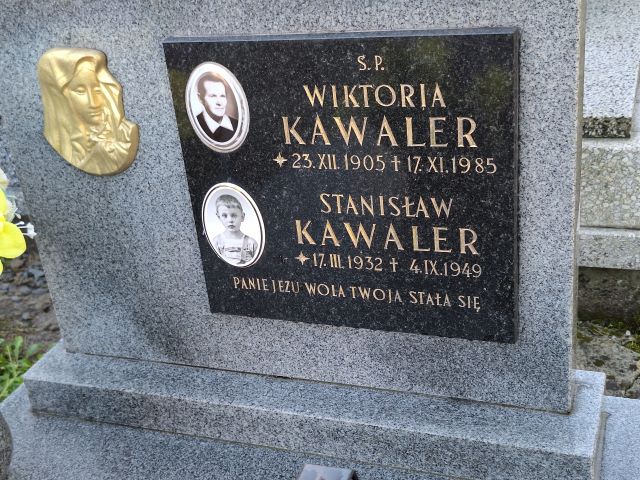 S. P.
WIKTORIA
KAWALER
23. XII. 1905 † 17. XI. 1985
STANISŁAW
KAWALER
17. III. 1932 † 4. IX. 1949
PANIE JEZU WOLA TWOJA STAŁA SIĘ